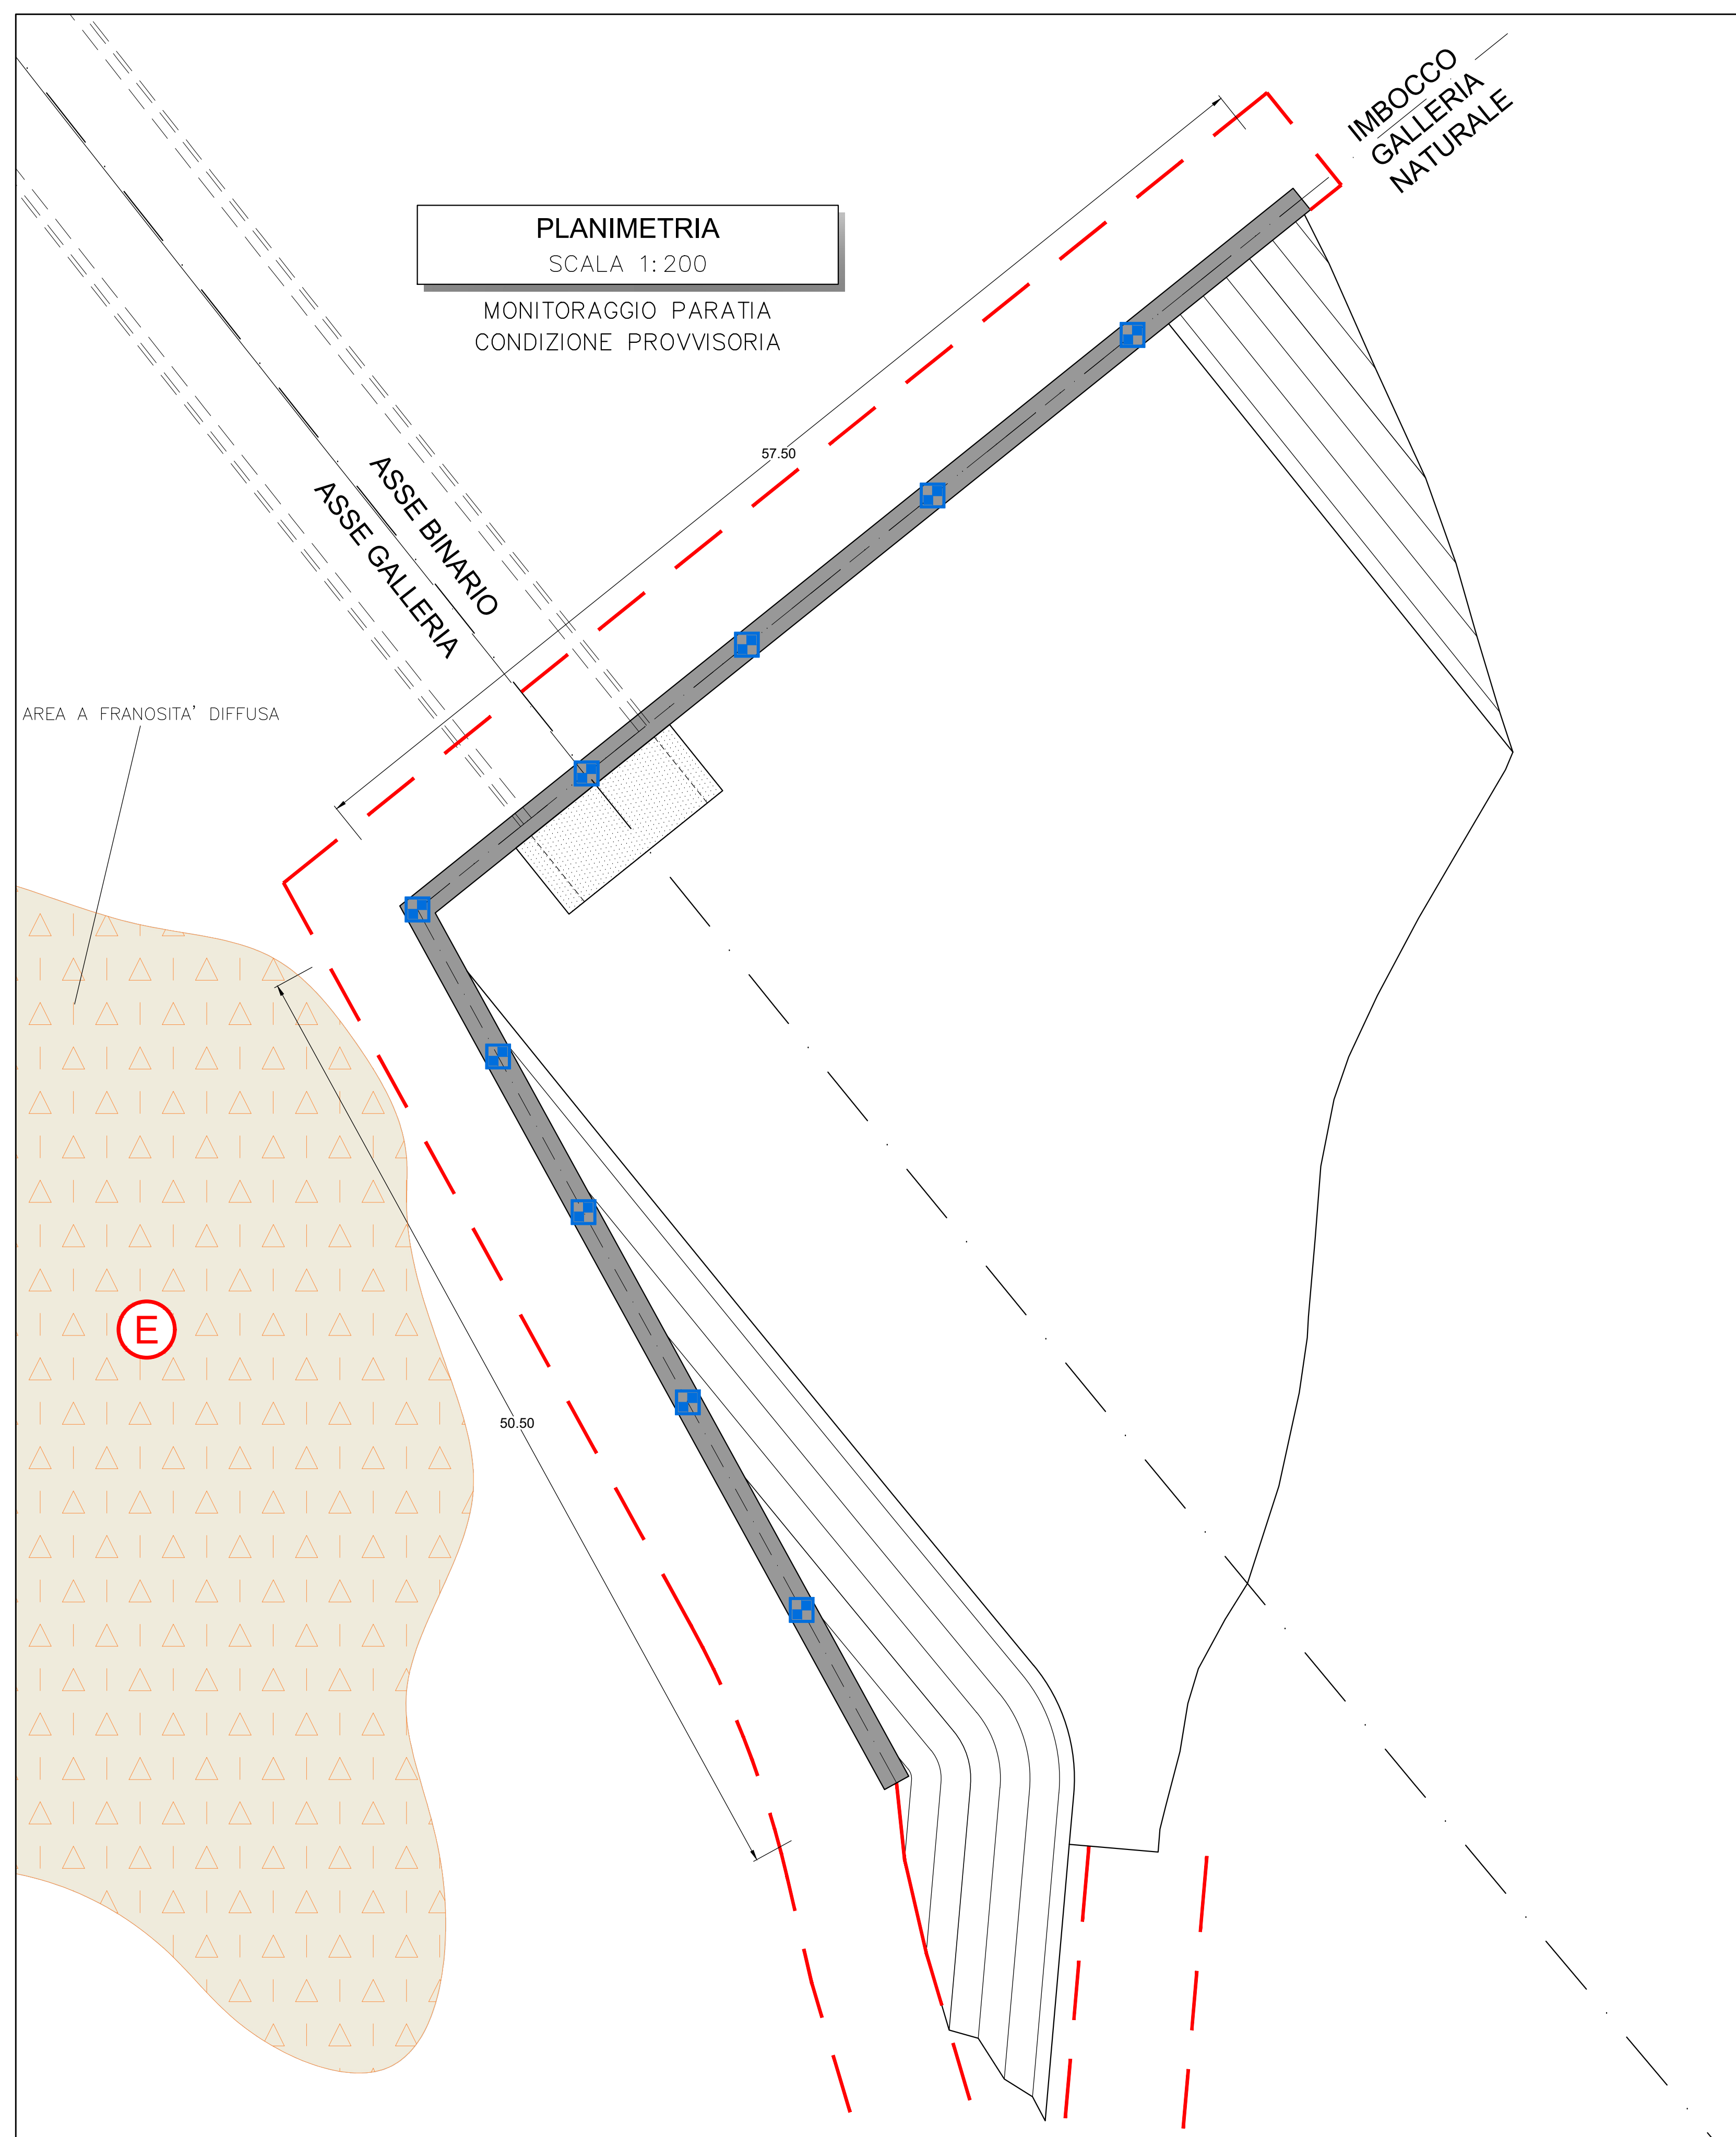 IMBOCCO
GALLERIA
NATURALE
PLANIMETRIA
SCALA 1:200
MONITORAGGIO PARATIA
CONDIZIONE PROVVISORIA
57.50
ASSE BINARIO
ASSE GALLERIA
AREA A FRANOSITA' DIFFUSA
E
50.50